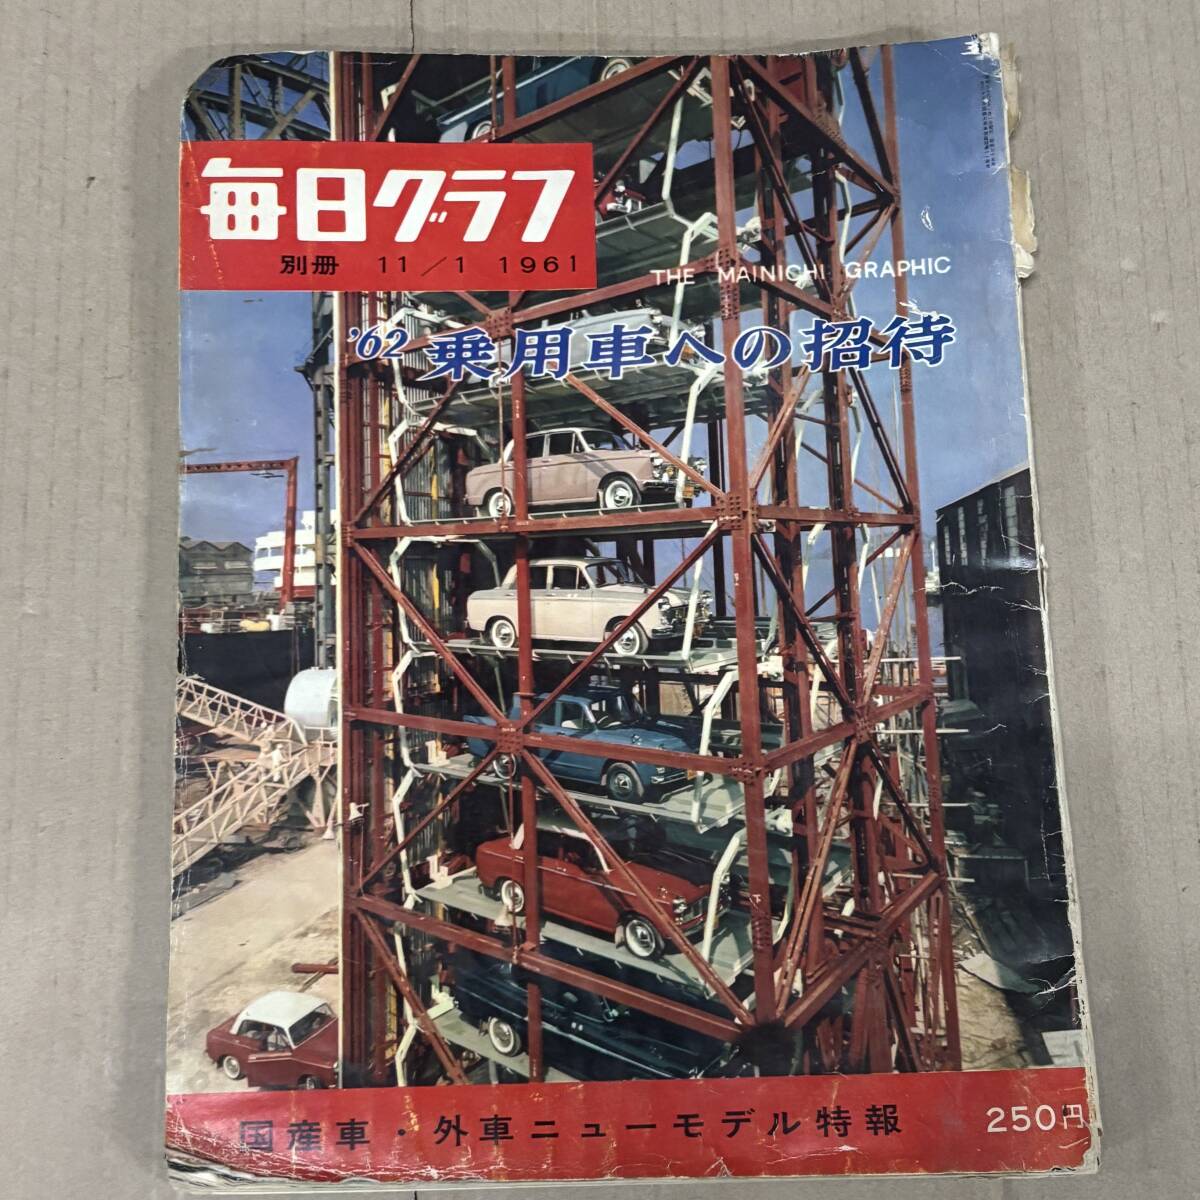 毎日グラフ
別冊 11/1 1961
THE MAINICHI GRAPHIC
'62 乗用車への招待
国産車・外車ニューモデル特報
250円